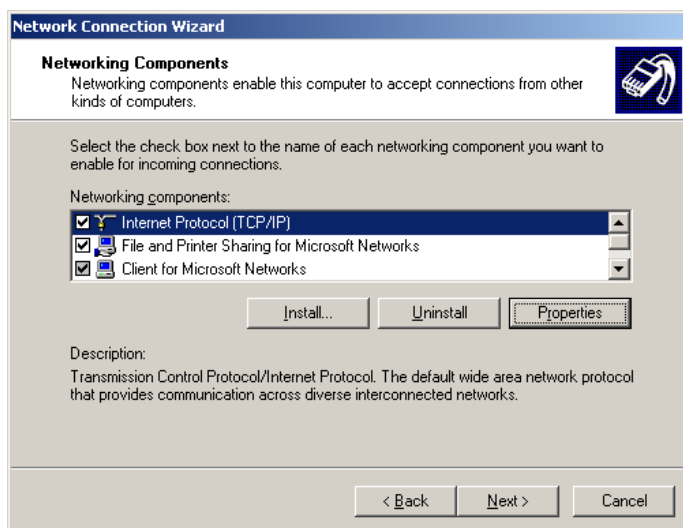 Network Connection Wizard
Networking Components
Networking components enable this computer to accept connections from other
kinds of computers.
Select the check box next to the name of each networking component you want to
enable for incoming connections.
Networking components:
Internet Protocol (TCP/IP)
File and Printer Sharing for Microsoft Networks
Client for Microsoft Networks
Install...
Uninstall
Properties
Description:
Transmission Control Protocol/Internet Protocol. The default wide area network protocol
that provides communication across diverse interconnected networks.
< Back
Next >
Cancel